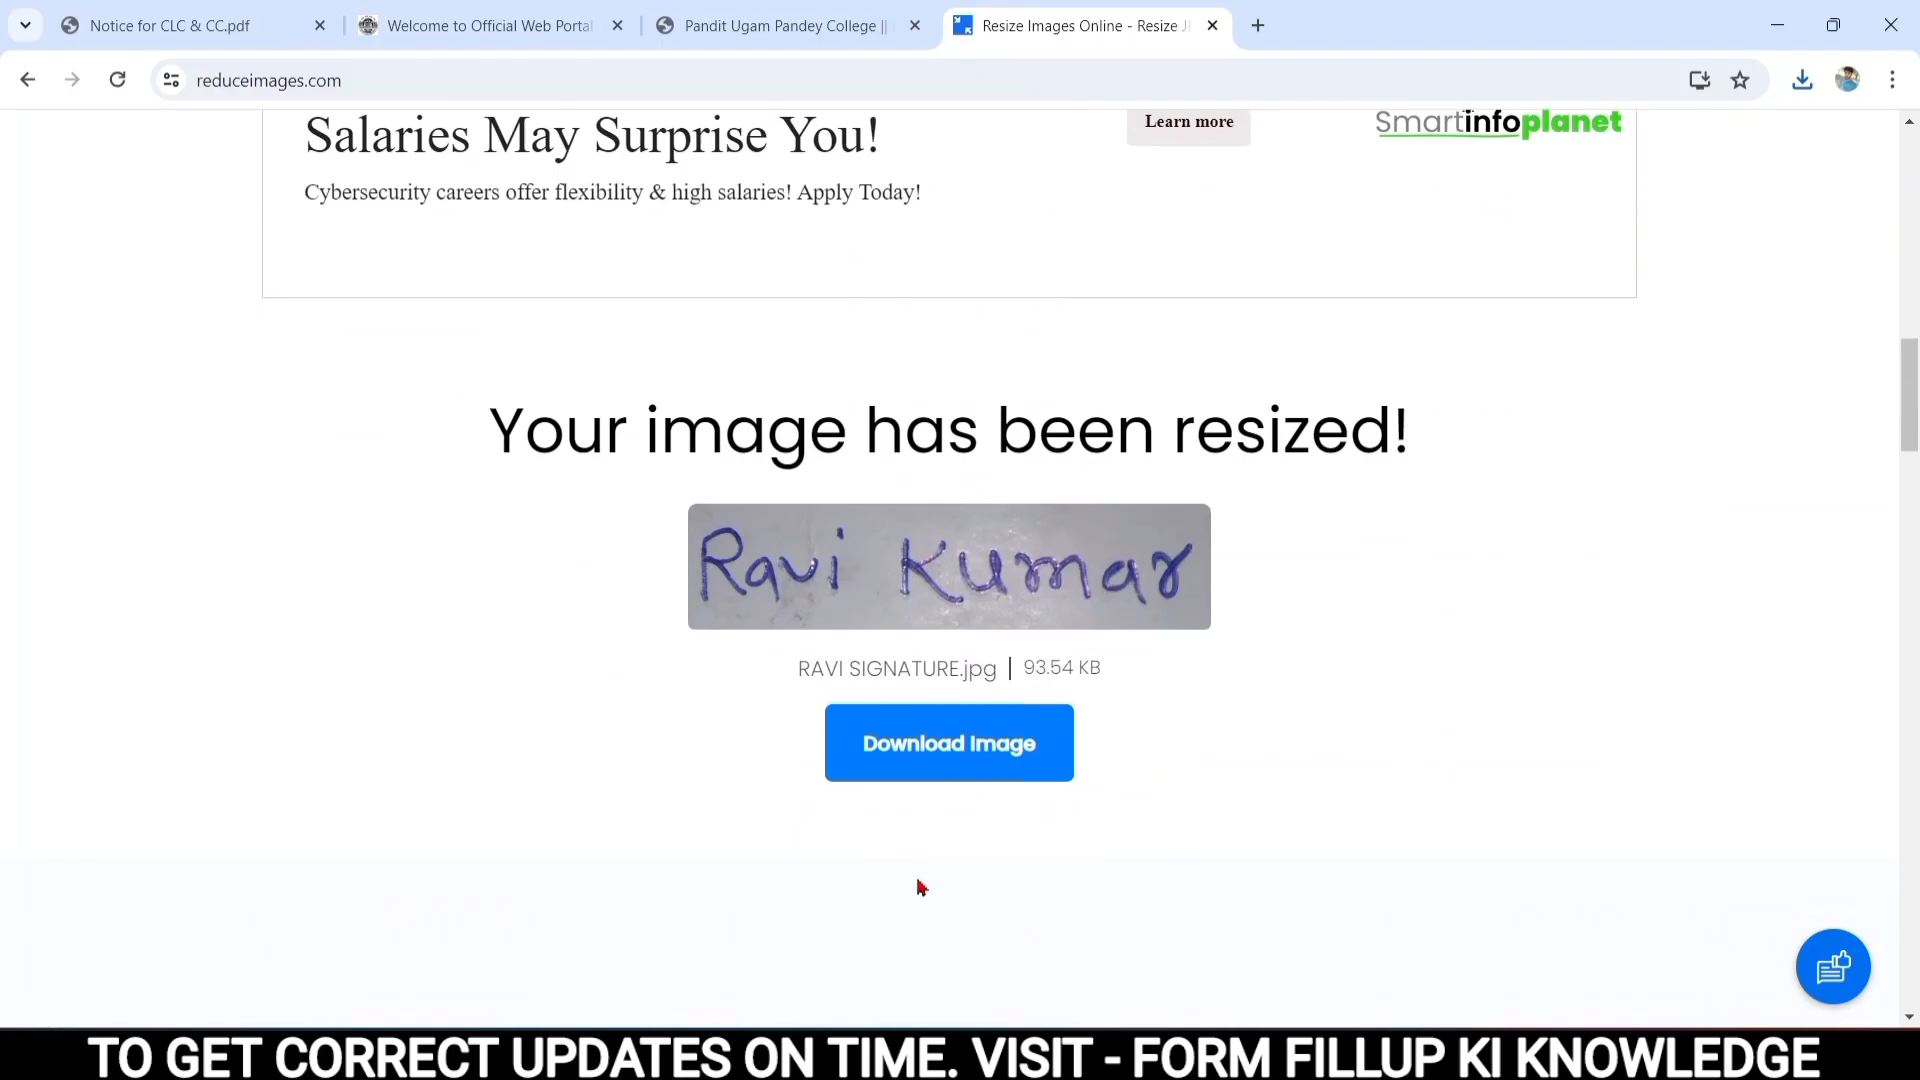 Notice for CLC & CC.pdf
Welcome to Official Web Porta
Pandit Ugam Pandey College ||
Resize Images Online - Resize J
reduceimages.com
Salaries May Surprise You!
Learn more
Smartinfoplanet
Cybersecurity careers offer flexibility & high salaries! Apply Today!
Your image has been resized!
Ravi Kumar
RAVI SIGNATURE.jpg | 93.54 KB
Download Image
TO GET CORRECT UPDATES ON TIME. VISIT - FORM FILLUP KI KNOWLEDGE